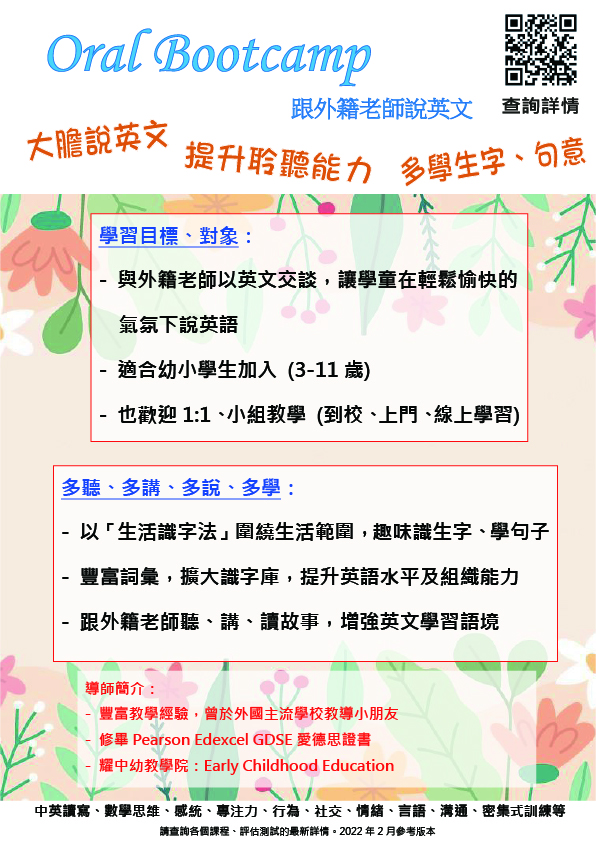 Oral Bootcamp
跟外籍老師說英文
查詢詳情
大膽說英文
提升聆聽能力
多學生字、句意
學習目標、對象：
- 與外籍老師以英文交談，讓學童在輕鬆愉快的
氣氛下說英語
- 適合幼小學生加入 (3-11 歲)
- 也歡迎 1:1、小組教學 (到校、上門、線上學習)
多聽、多講、多說、多學：
- 以「生活識字法」圍繞生活範圍，趣味識生字、學句子
- 豐富詞彙，擴大識字庫，提升英語水平及組織能力
- 跟外籍老師聽、講、讀故事，增強英文學習語境
導師簡介：
- 豐富教學經驗，曾於外國主流學校教導小朋友
- 修畢 Pearson Edexcel GDSE 愛德思證書
- 耀中幼教學院：Early Childhood Education
中英讀寫、數學思维、感統、專注力、行為、社交、情緒、言語、溝通、密集式訓練等
請查詢各個課程、評估測試的最新詳情。2022 年 2 月參考版本